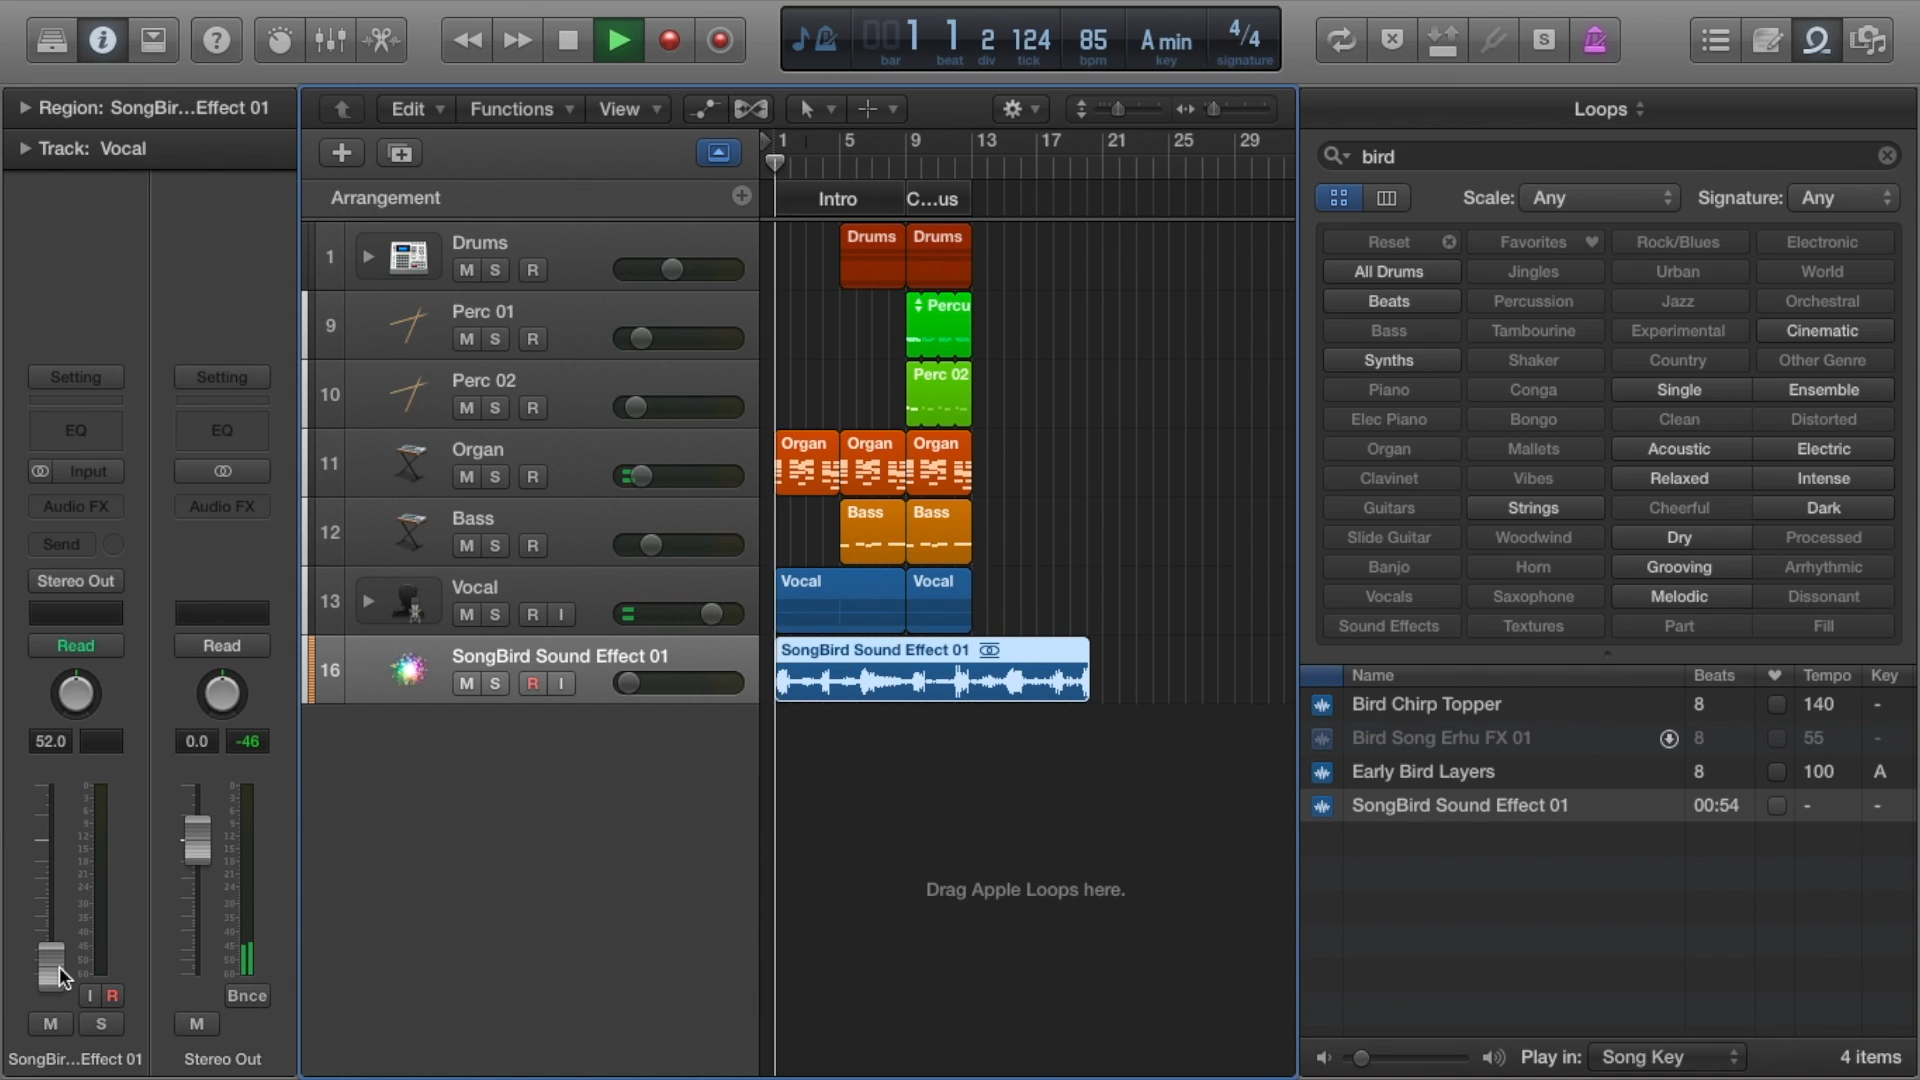 001 1 2 124 85 A min 4/4
bar beat div tick bpm key signature
S
Region: SongBir...Effect 01
Track: Vocal
Setting Setting
EQ EQ
Input
Audio FX Audio FX
Send
Stereo Out
Read Read
52.0 0.0 -46
I R Bnce
M S M
SongBir...Effect 01 Stereo Out
Edit Functions View
1 5 9 13 17 21 25 29
Arrangement Intro C...us
1 Drums M S R Drums Drums
9 Perc 01 M S R Percu
10 Perc 02 M S R Perc 02
11 Organ M S R Organ Organ Organ
12 Bass M S R Bass Bass
13 Vocal M S R I Vocal Vocal
16 SongBird Sound Effect 01 M S R I SongBird Sound Effect 01
Drag Apple Loops here.
Loops
bird
Scale: Any Signature: Any
Reset Favorites Rock/Blues Electronic
All Drums Jingles Urban World
Beats Percussion Jazz Orchestral
Bass Tambourine Experimental Cinematic
Synths Shaker Country Other Genre
Piano Conga Single Ensemble
Elec Piano Bongo Clean Distorted
Organ Mallets Acoustic Electric
Clavinet Vibes Relaxed Intense
Guitars Strings Cheerful Dark
Slide Guitar Woodwind Dry Processed
Banjo Horn Grooving Arrhythmic
Vocals Saxophone Melodic Dissonant
Sound Effects Textures Part Fill
Name Beats Tempo Key
Bird Chirp Topper 8 140 -
Bird Song Erhu FX 01 8 55 -
Early Bird Layers 8 100 A
SongBird Sound Effect 01 00:54 - -
Play in: Song Key 4 items